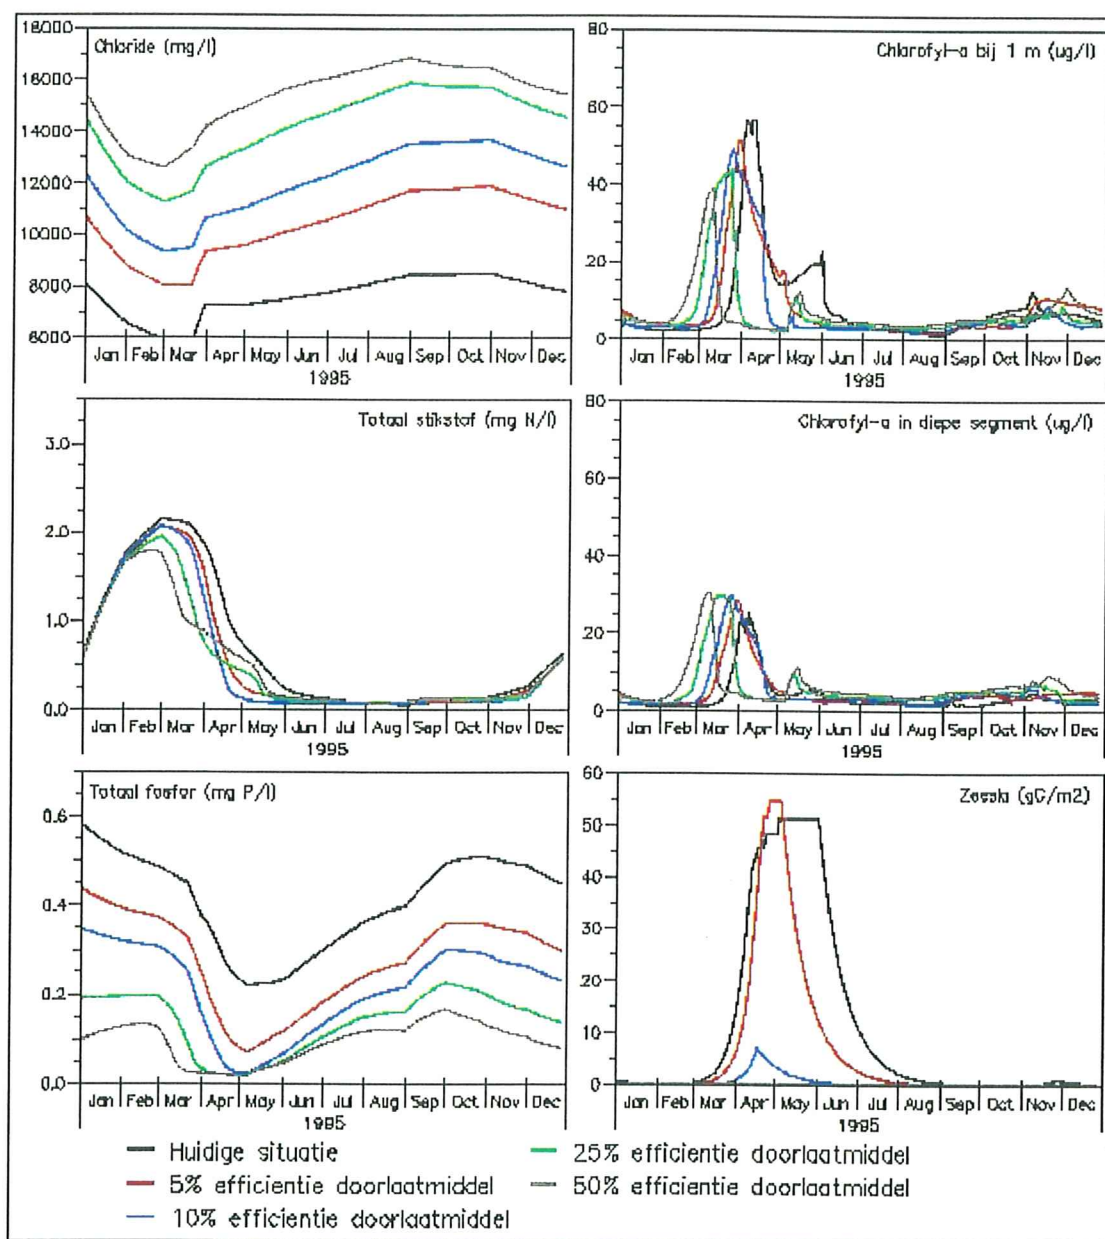 Chloride (mg/l)
18000
16000
14000
12000
10000
8000
6000
Jan Feb Mar Apr May Jun Jul Aug Sep Oct Nov Dec
1995
Chlorofyl-a bij 1 m (ug/l)
80
60
40
20
0
Jan Feb Mar Apr May Jun Jul Aug Sep Oct Nov Dec
1995
Totaal stikstof (mg N/l)
3.0
2.0
1.0
0.0
Jan Feb Mar Apr May Jun Jul Aug Sep Oct Nov Dec
1995
Chlorofyl-a in diepe segment (ug/l)
80
60
40
20
0
Jan Feb Mar Apr May Jun Jul Aug Sep Oct Nov Dec
1995
Totaal fosfor (mg P/l)
0.6
0.4
0.2
0.0
Jan Feb Mar Apr May Jun Jul Aug Sep Oct Nov Dec
1995
Zeesla (gC/m2)
60
50
40
30
20
10
0
Jan Feb Mar Apr May Jun Jul Aug Sep Oct Nov Dec
1995
Huidige situatie
5% efficientie doorlaatmiddel
10% efficientie doorlaatmiddel
25% efficientie doorlaatmiddel
50% efficientie doorlaatmiddel